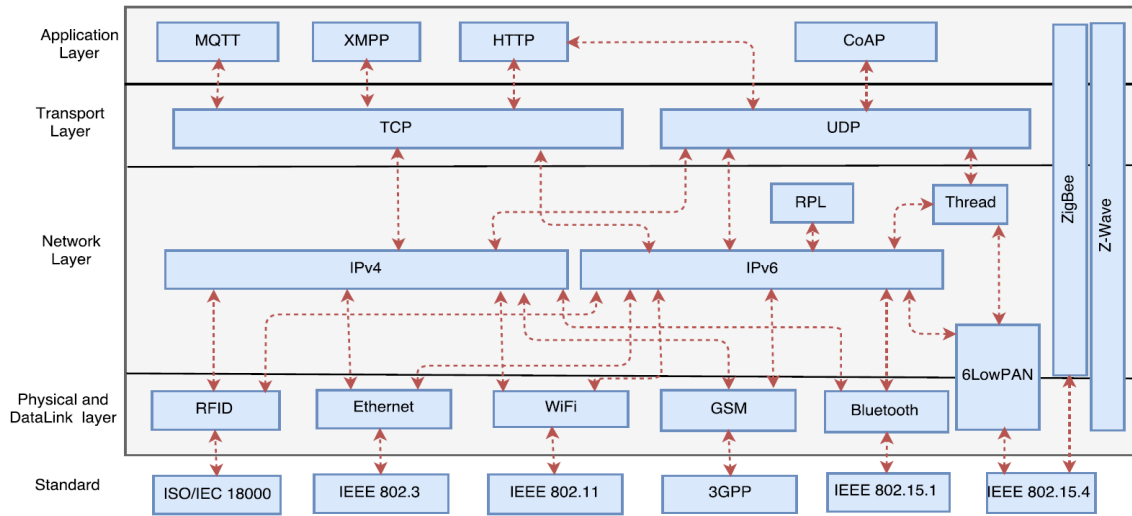 Application
Layer
MQTT
XMPP
HTTP
CoAP
Transport
Layer
TCP
UDP
ZigBee
Z-Wave
Network
Layer
RPL
Thread
IPv4
IPv6
6LowPAN
Physical and
DataLink layer
RFID
Ethernet
WiFi
GSM
Bluetooth
Standard
ISO/IEC 18000
IEEE 802.3
IEEE 802.11
3GPP
IEEE 802.15.1
IEEE 802.15.4